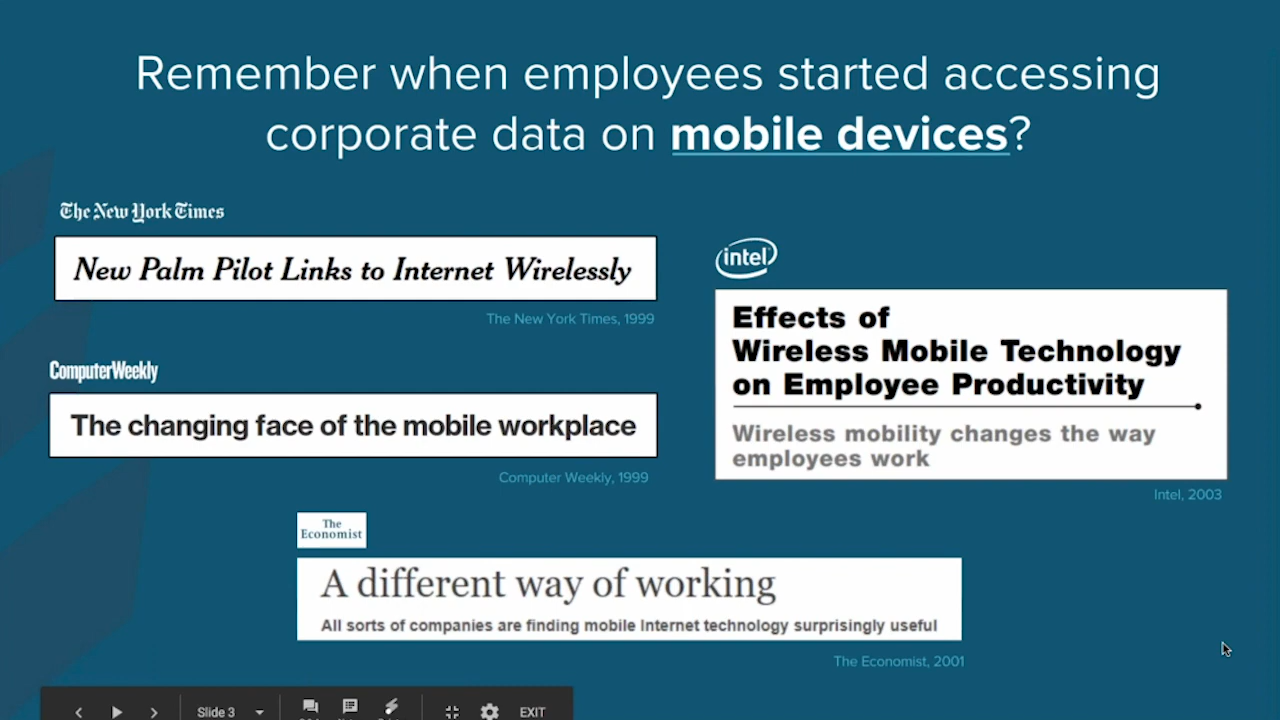 Remember when employees started accessing
corporate data on mobile devices?
The New York Times
New Palm Pilot Links to Internet Wirelessly
The New York Times, 1999
ComputerWeekly
The changing face of the mobile workplace
Computer Weekly, 1999
intel
Effects of
Wireless Mobile Technology
on Employee Productivity
Wireless mobility changes the way
employees work
Intel, 2003
The
Economist
A different way of working
All sorts of companies are finding mobile Internet technology surprisingly useful
The Economist, 2001
Slide 3
EXIT